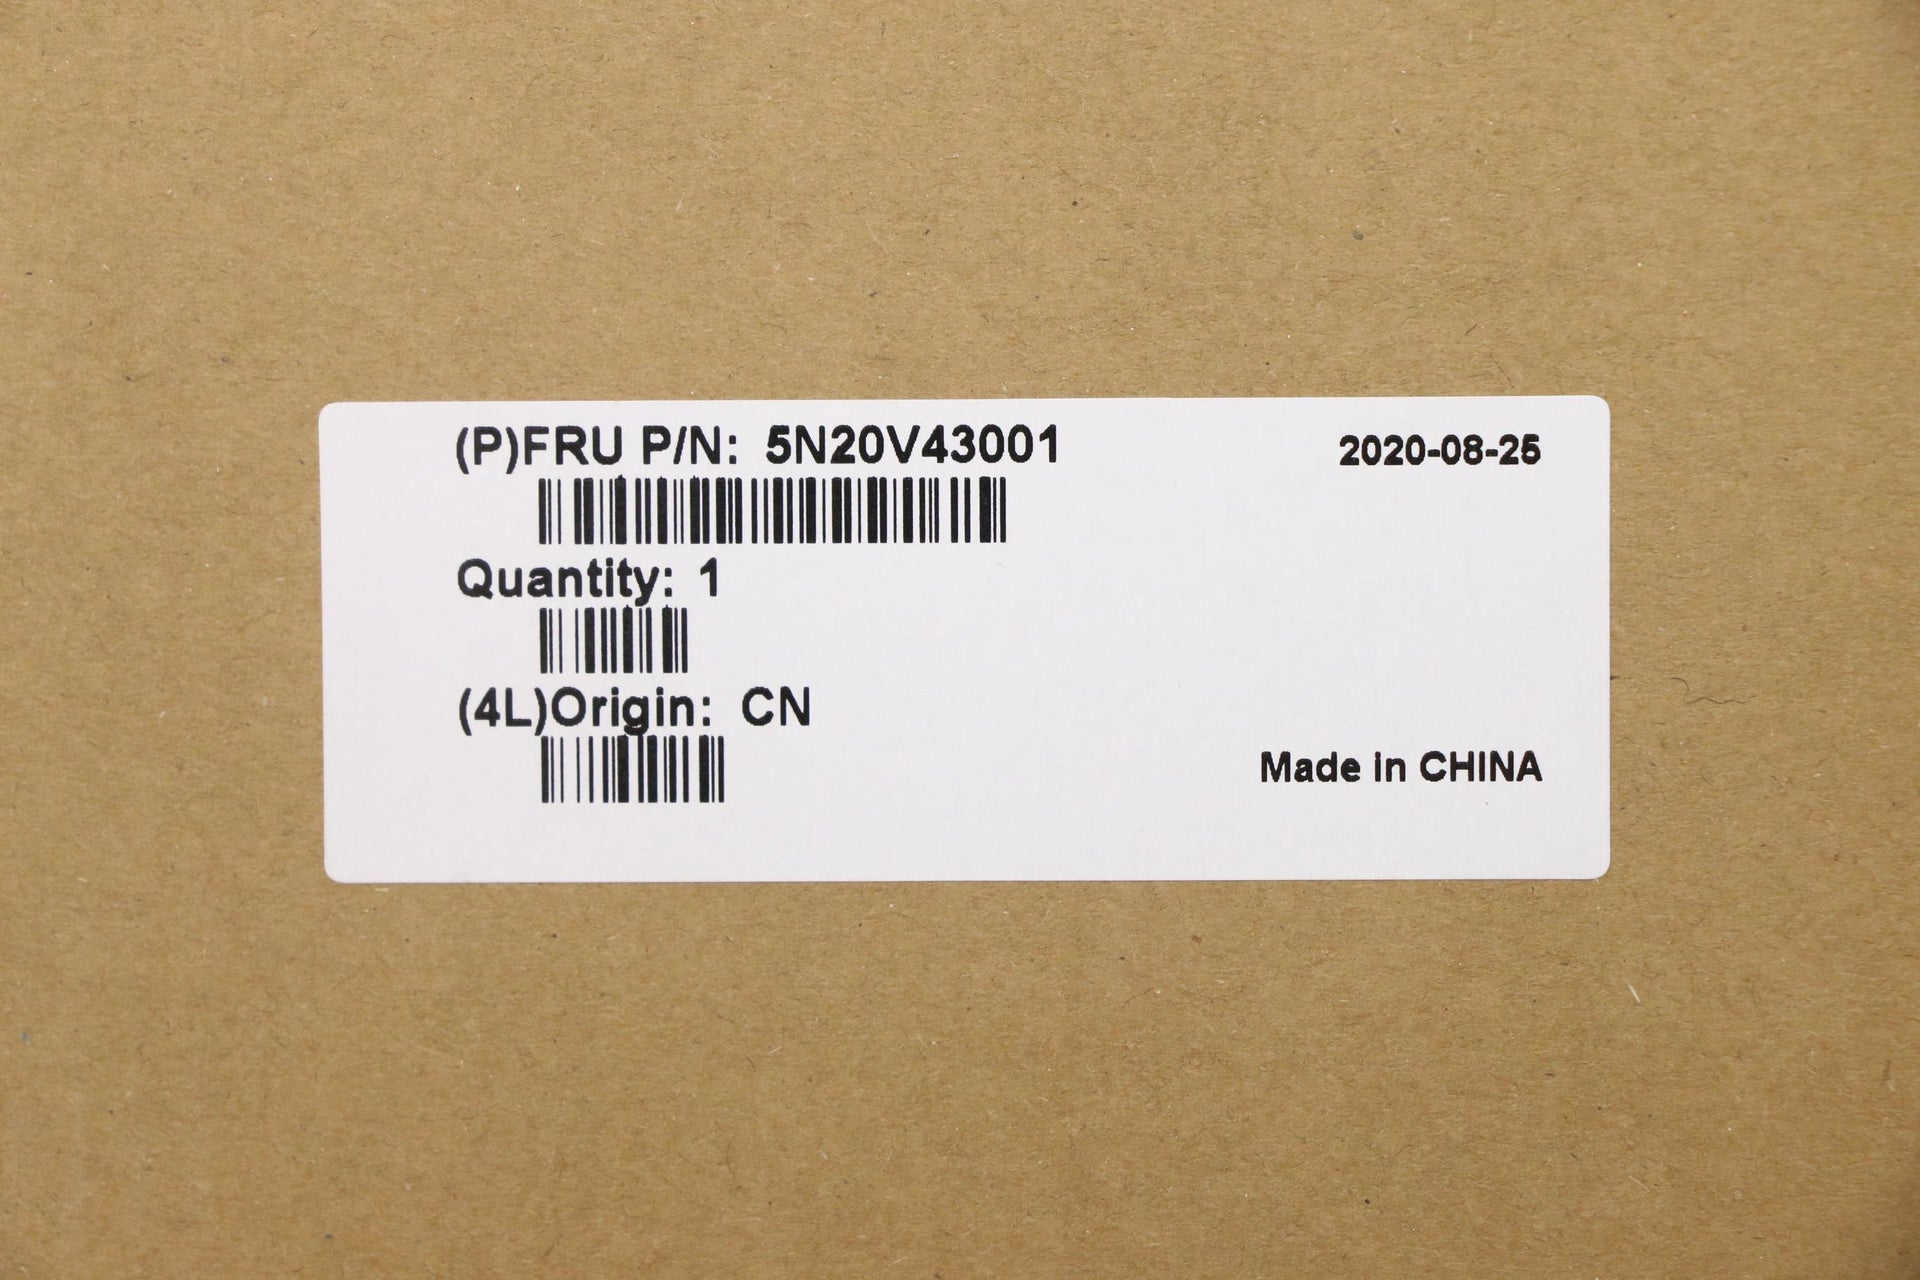 (P)FRU P/N: 5N20V43001
2020-08-25
Quantity: 1
(4L)Origin: CN
Made in CHINA